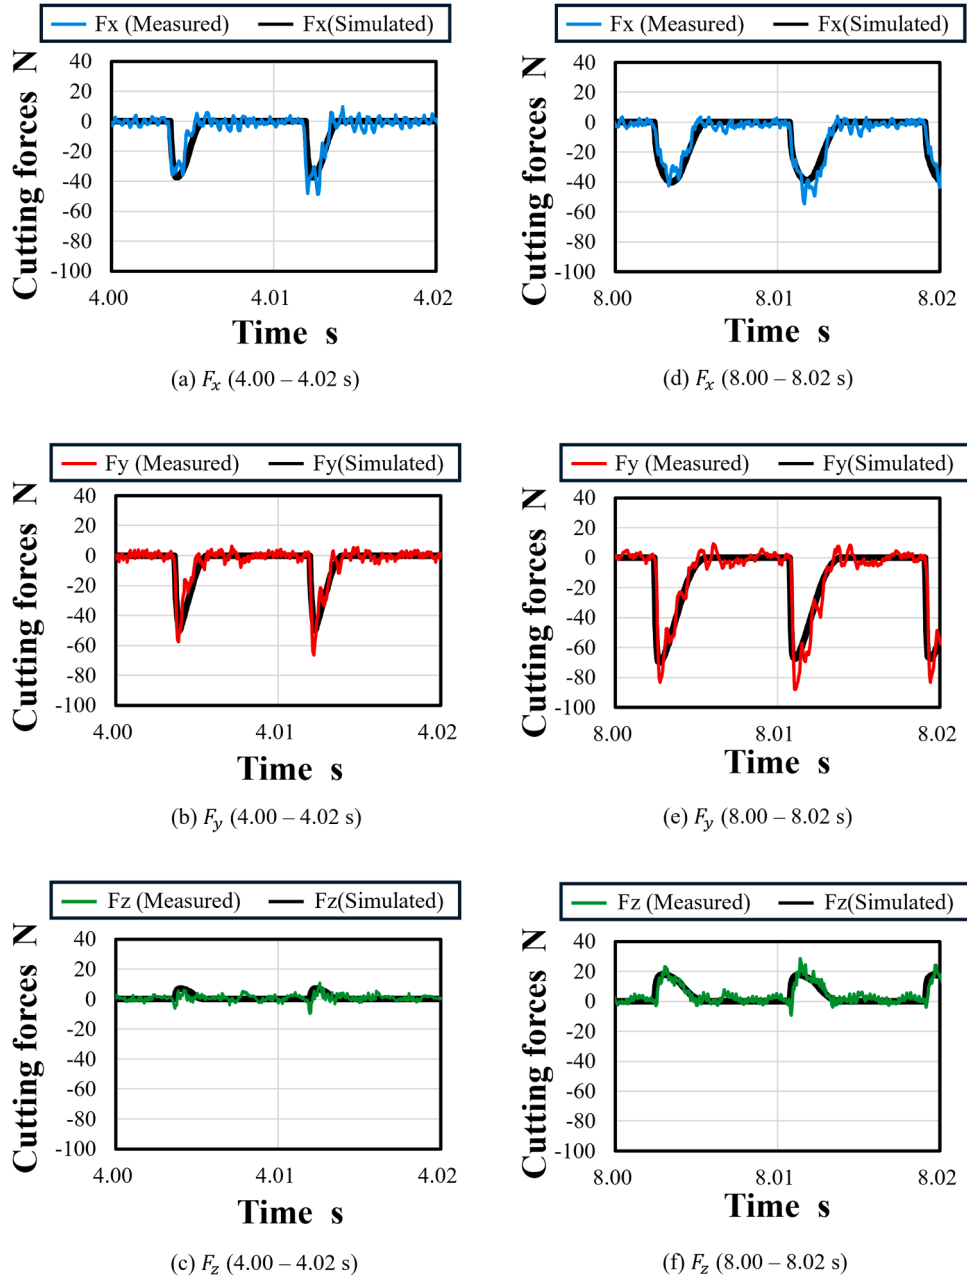 Fx (Measured) Fx(Simulated)
Cutting forces N
40
20
0
-20
-40
-60
-80
-100
4.00 4.01 4.02
Time s
(a) Fx (4.00 – 4.02 s)
Fx (Measured) Fx(Simulated)
Cutting forces N
40
20
0
-20
-40
-60
-80
-100
8.00 8.01 8.02
Time s
(d) Fx (8.00 – 8.02 s)
Fy (Measured) Fy(Simulated)
Cutting forces N
40
20
0
-20
-40
-60
-80
-100
4.00 4.01 4.02
Time s
(b) Fy (4.00 – 4.02 s)
Fy (Measured) Fy(Simulated)
Cutting forces N
40
20
0
-20
-40
-60
-80
-100
8.00 8.01 8.02
Time s
(e) Fy (8.00 – 8.02 s)
Fz (Measured) Fz(Simulated)
Cutting forces N
40
20
0
-20
-40
-60
-80
-100
4.00 4.01 4.02
Time s
(c) Fz (4.00 – 4.02 s)
Fz (Measured) Fz(Simulated)
Cutting forces N
40
20
0
-20
-40
-60
-80
-100
8.00 8.01 8.02
Time s
(f) Fz (8.00 – 8.02 s)